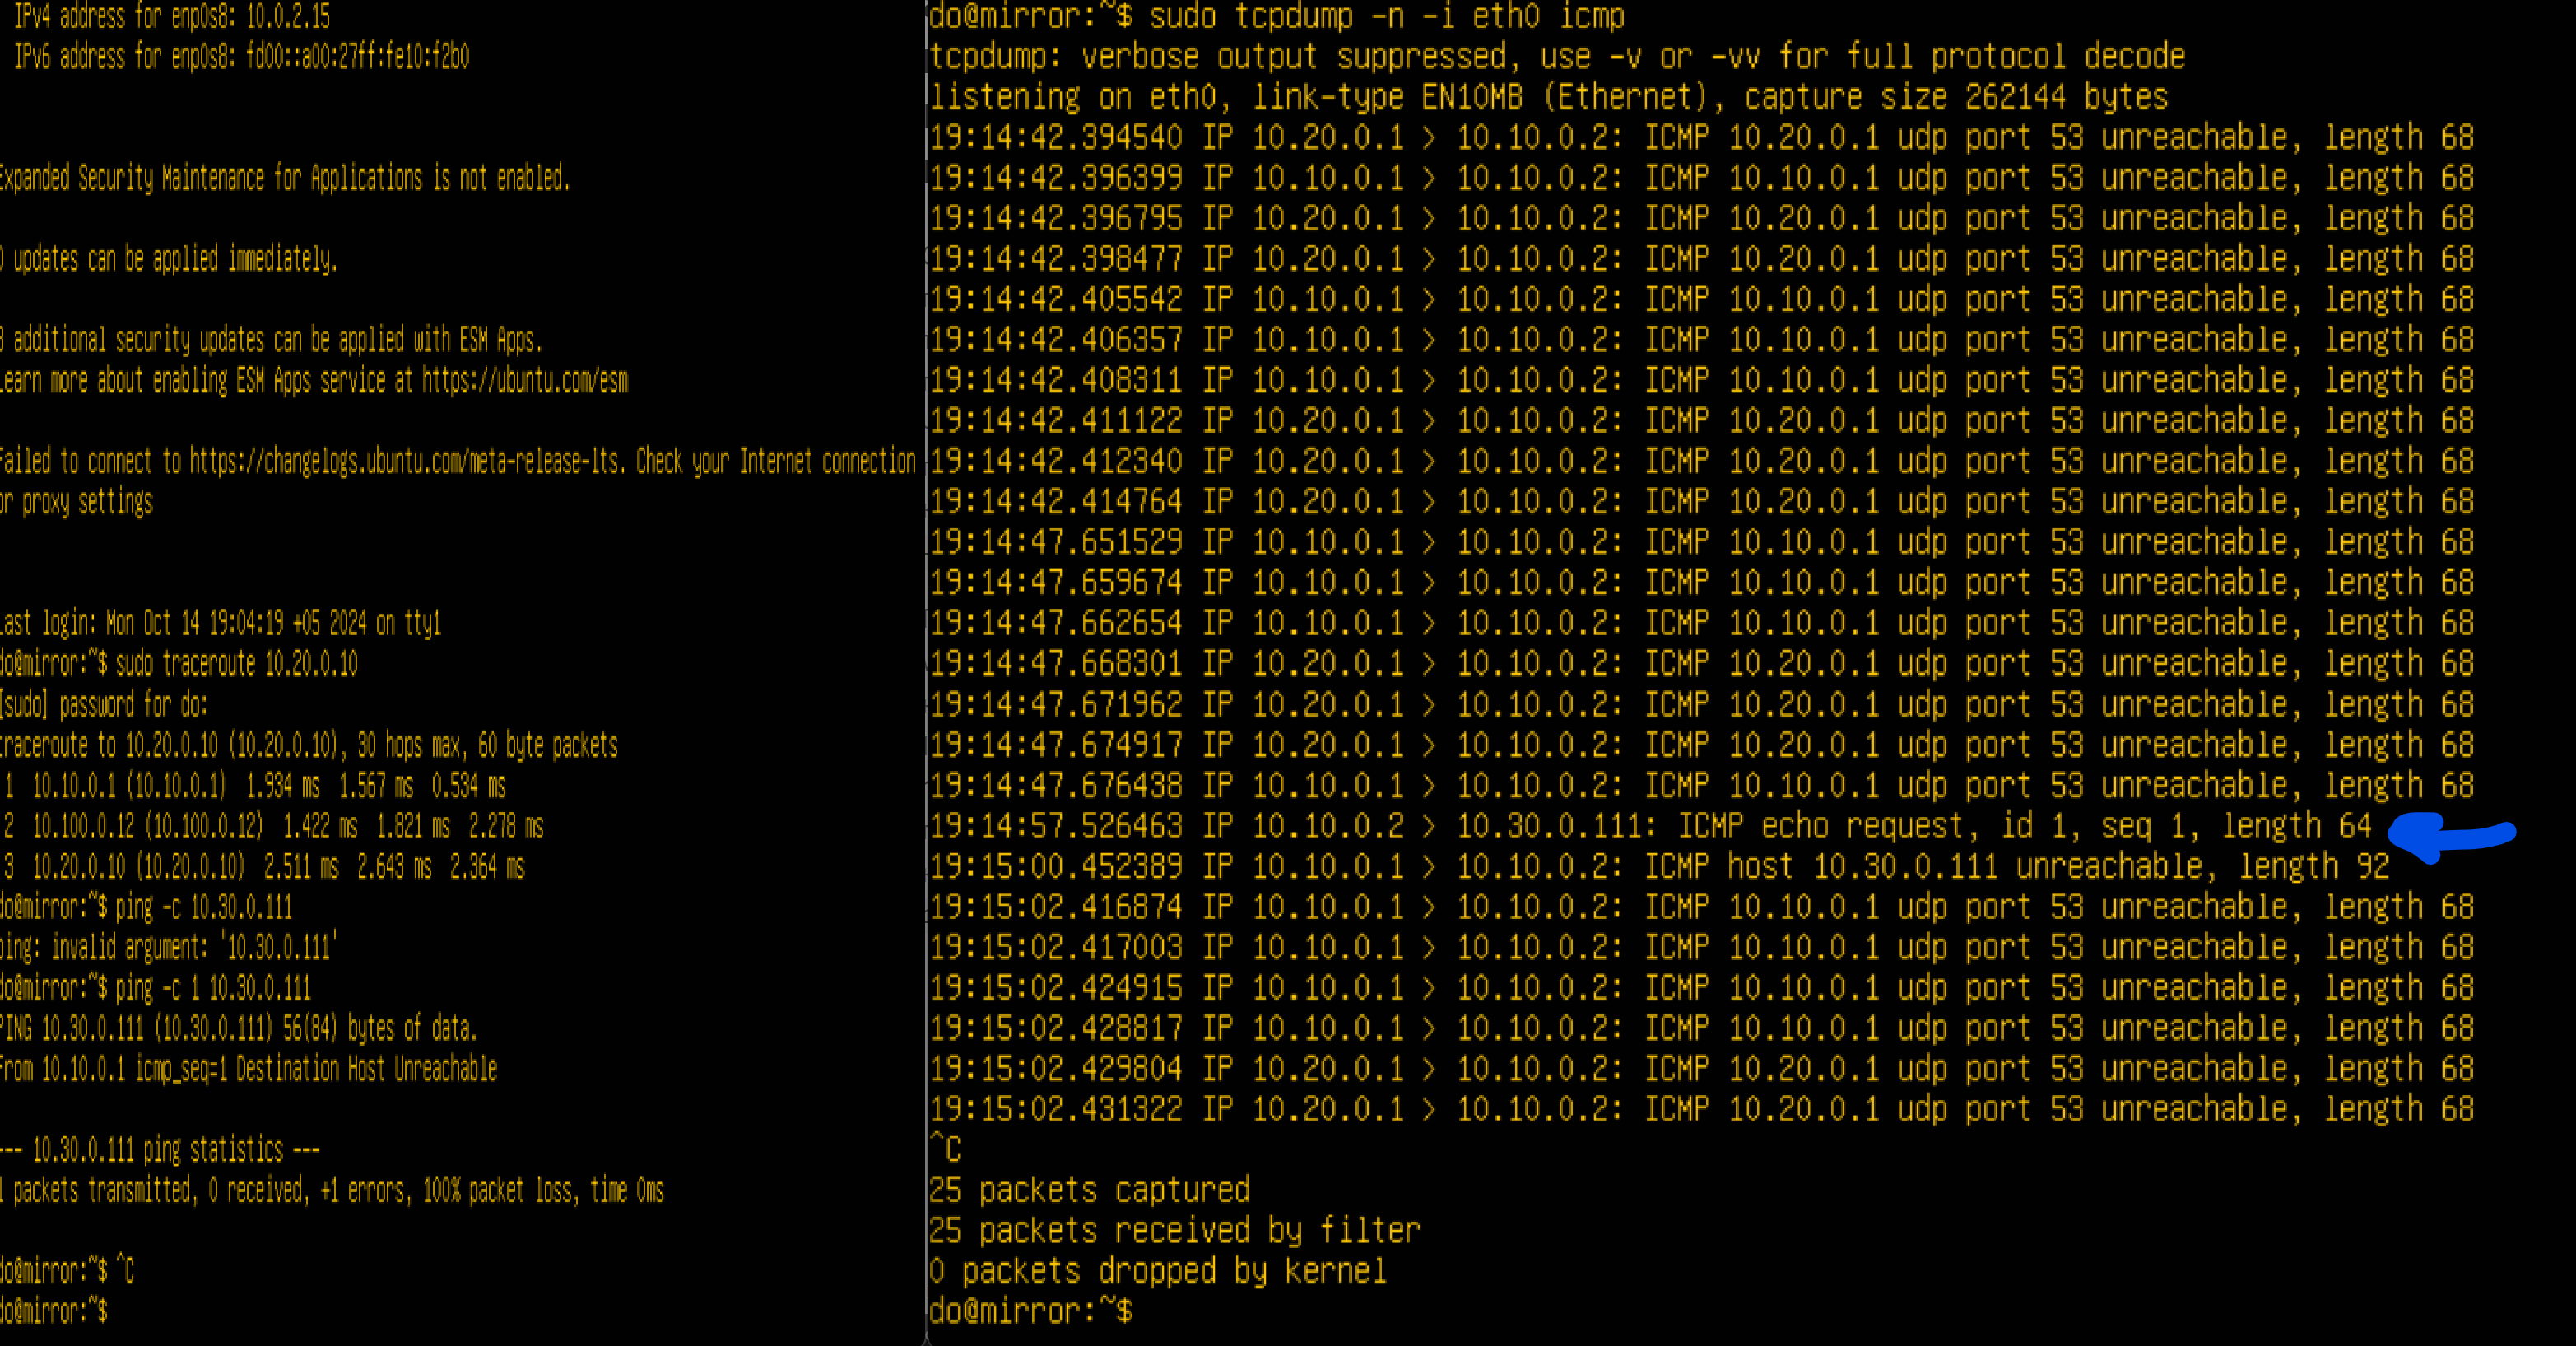 IPv4 address for enp0s8: 10.0.2.15
IPv6 address for enp0s8: fd00::a00:27ff:fe10:f2b0
Expanded Security Maintenance for Applications is not enabled.
0 updates can be applied immediately.
3 additional security updates can be applied with ESM Apps.
Learn more about enabling ESM Apps service at https://ubuntu.com/esm
Failed to connect to https://changelogs.ubuntu.com/meta-release-lts. Check your Internet connection
or proxy settings
Last login: Mon Oct 14 19:04:19 +05 2024 on tty1
do@mirror:~$ sudo traceroute 10.20.0.10
[sudo] password for do:
traceroute to 10.20.0.10 (10.20.0.10), 30 hops max, 60 byte packets
1 10.10.0.1 (10.10.0.1) 1.934 ms 1.567 ms 0.534 ms
2 10.100.0.12 (10.100.0.12) 1.422 ms 1.821 ms 2.278 ms
3 10.20.0.10 (10.20.0.10) 2.511 ms 2.643 ms 2.364 ms
do@mirror:~$ ping -c 10.30.0.111
ping: invalid argument: '10.30.0.111'
do@mirror:~$ ping -c 1 10.30.0.111
PING 10.30.0.111 (10.30.0.111) 56(84) bytes of data.
From 10.10.0.1 icmp_seq=1 Destination Host Unreachable
--- 10.30.0.111 ping statistics ---
1 packets transmitted, 0 received, +1 errors, 100% packet loss, time 0ms
do@mirror:~$ ^C
do@mirror:~$
do@mirror:~$ sudo tcpdump -n -i eth0 icmp
tcpdump: verbose output suppressed, use -v or -vv for full protocol decode
listening on eth0, link-type EN10MB (Ethernet), capture size 262144 bytes
19:14:42.394540 IP 10.20.0.1 > 10.10.0.2: ICMP 10.20.0.1 udp port 53 unreachable, length 68
19:14:42.396399 IP 10.10.0.1 > 10.10.0.2: ICMP 10.10.0.1 udp port 53 unreachable, length 68
19:14:42.396795 IP 10.20.0.1 > 10.10.0.2: ICMP 10.20.0.1 udp port 53 unreachable, length 68
19:14:42.398477 IP 10.20.0.1 > 10.10.0.2: ICMP 10.20.0.1 udp port 53 unreachable, length 68
19:14:42.405542 IP 10.10.0.1 > 10.10.0.2: ICMP 10.10.0.1 udp port 53 unreachable, length 68
19:14:42.406357 IP 10.10.0.1 > 10.10.0.2: ICMP 10.10.0.1 udp port 53 unreachable, length 68
19:14:42.408311 IP 10.10.0.1 > 10.10.0.2: ICMP 10.10.0.1 udp port 53 unreachable, length 68
19:14:42.411122 IP 10.20.0.1 > 10.10.0.2: ICMP 10.20.0.1 udp port 53 unreachable, length 68
19:14:42.412340 IP 10.20.0.1 > 10.10.0.2: ICMP 10.20.0.1 udp port 53 unreachable, length 68
19:14:42.414764 IP 10.20.0.1 > 10.10.0.2: ICMP 10.20.0.1 udp port 53 unreachable, length 68
19:14:47.651529 IP 10.10.0.1 > 10.10.0.2: ICMP 10.10.0.1 udp port 53 unreachable, length 68
19:14:47.659674 IP 10.10.0.1 > 10.10.0.2: ICMP 10.10.0.1 udp port 53 unreachable, length 68
19:14:47.662654 IP 10.10.0.1 > 10.10.0.2: ICMP 10.10.0.1 udp port 53 unreachable, length 68
19:14:47.668301 IP 10.20.0.1 > 10.10.0.2: ICMP 10.20.0.1 udp port 53 unreachable, length 68
19:14:47.671962 IP 10.20.0.1 > 10.10.0.2: ICMP 10.20.0.1 udp port 53 unreachable, length 68
19:14:47.674917 IP 10.20.0.1 > 10.10.0.2: ICMP 10.20.0.1 udp port 53 unreachable, length 68
19:14:47.676438 IP 10.10.0.1 > 10.10.0.2: ICMP 10.10.0.1 udp port 53 unreachable, length 68
19:14:57.526463 IP 10.10.0.2 > 10.30.0.111: ICMP echo request, id 1, seq 1, length 64
19:15:00.452389 IP 10.10.0.1 > 10.10.0.2: ICMP host 10.30.0.111 unreachable, length 92
19:15:02.416874 IP 10.10.0.1 > 10.10.0.2: ICMP 10.10.0.1 udp port 53 unreachable, length 68
19:15:02.417003 IP 10.10.0.1 > 10.10.0.2: ICMP 10.10.0.1 udp port 53 unreachable, length 68
19:15:02.424915 IP 10.10.0.1 > 10.10.0.2: ICMP 10.10.0.1 udp port 53 unreachable, length 68
19:15:02.428817 IP 10.10.0.1 > 10.10.0.2: ICMP 10.10.0.1 udp port 53 unreachable, length 68
19:15:02.429804 IP 10.20.0.1 > 10.10.0.2: ICMP 10.20.0.1 udp port 53 unreachable, length 68
19:15:02.431322 IP 10.20.0.1 > 10.10.0.2: ICMP 10.20.0.1 udp port 53 unreachable, length 68
^C
25 packets captured
25 packets received by filter
0 packets dropped by kernel
do@mirror:~$